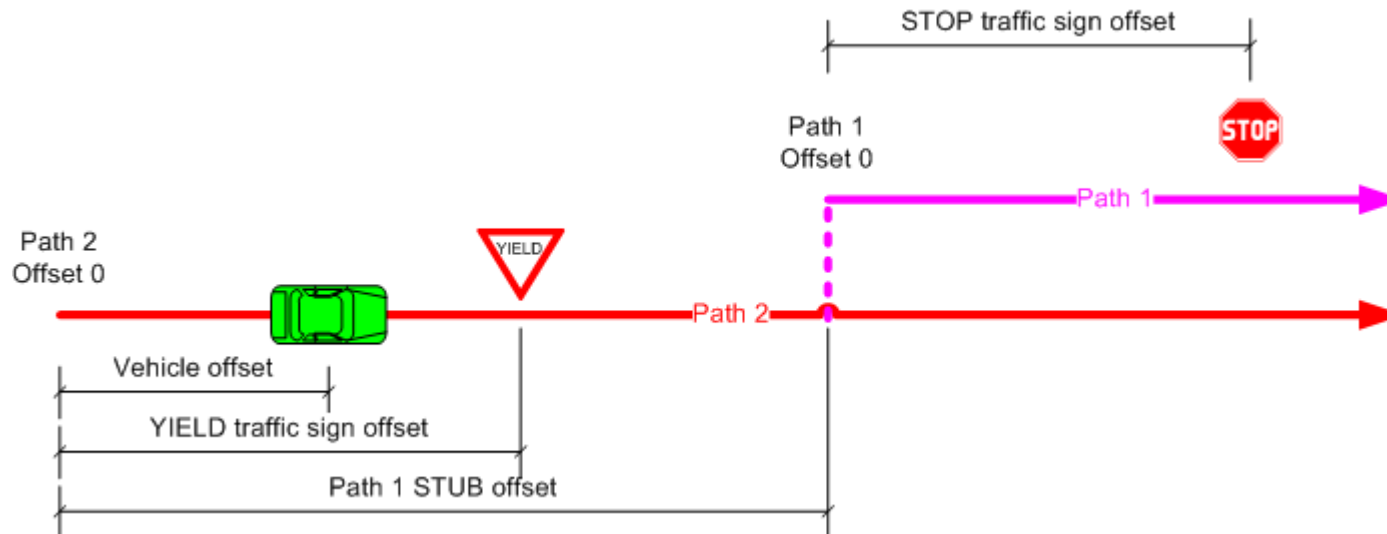 STOP traffic sign offset
STOP
Path 1
Offset 0
Path 1
Path 2
Offset 0
YIELD
Path 2
Vehicle offset
YIELD traffic sign offset
Path 1 STUB offset